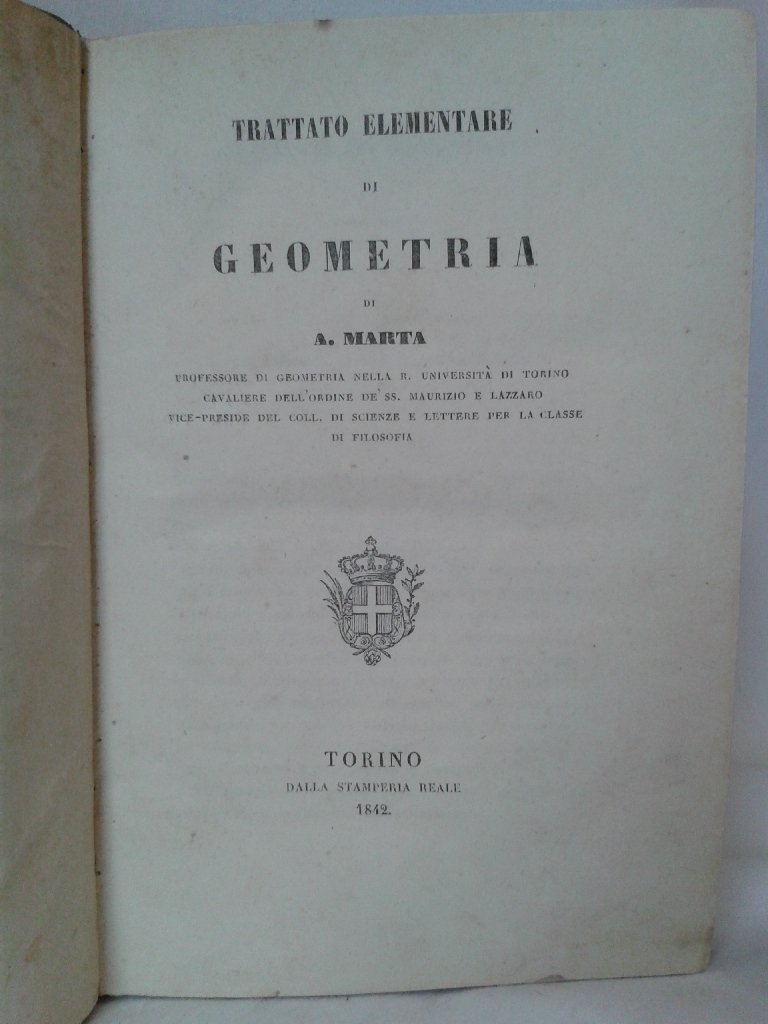 TRATTATO ELEMENTARE
DI
GEOMETRIA
DI
A. MARTA
PROFESSORE DI GEOMETRIA NELLA R. UNIVERSITÀ DI TORINO
CAVALIERE DELL'ORDINE DE' SS. MAURIZIO E LAZZARO
VICE-PRESIDE DEL COLL. DI SCIENZE E LETTERE PER LA CLASSE
DI FILOSOFIA
TORINO
DALLA STAMPERIA REALE
1842.